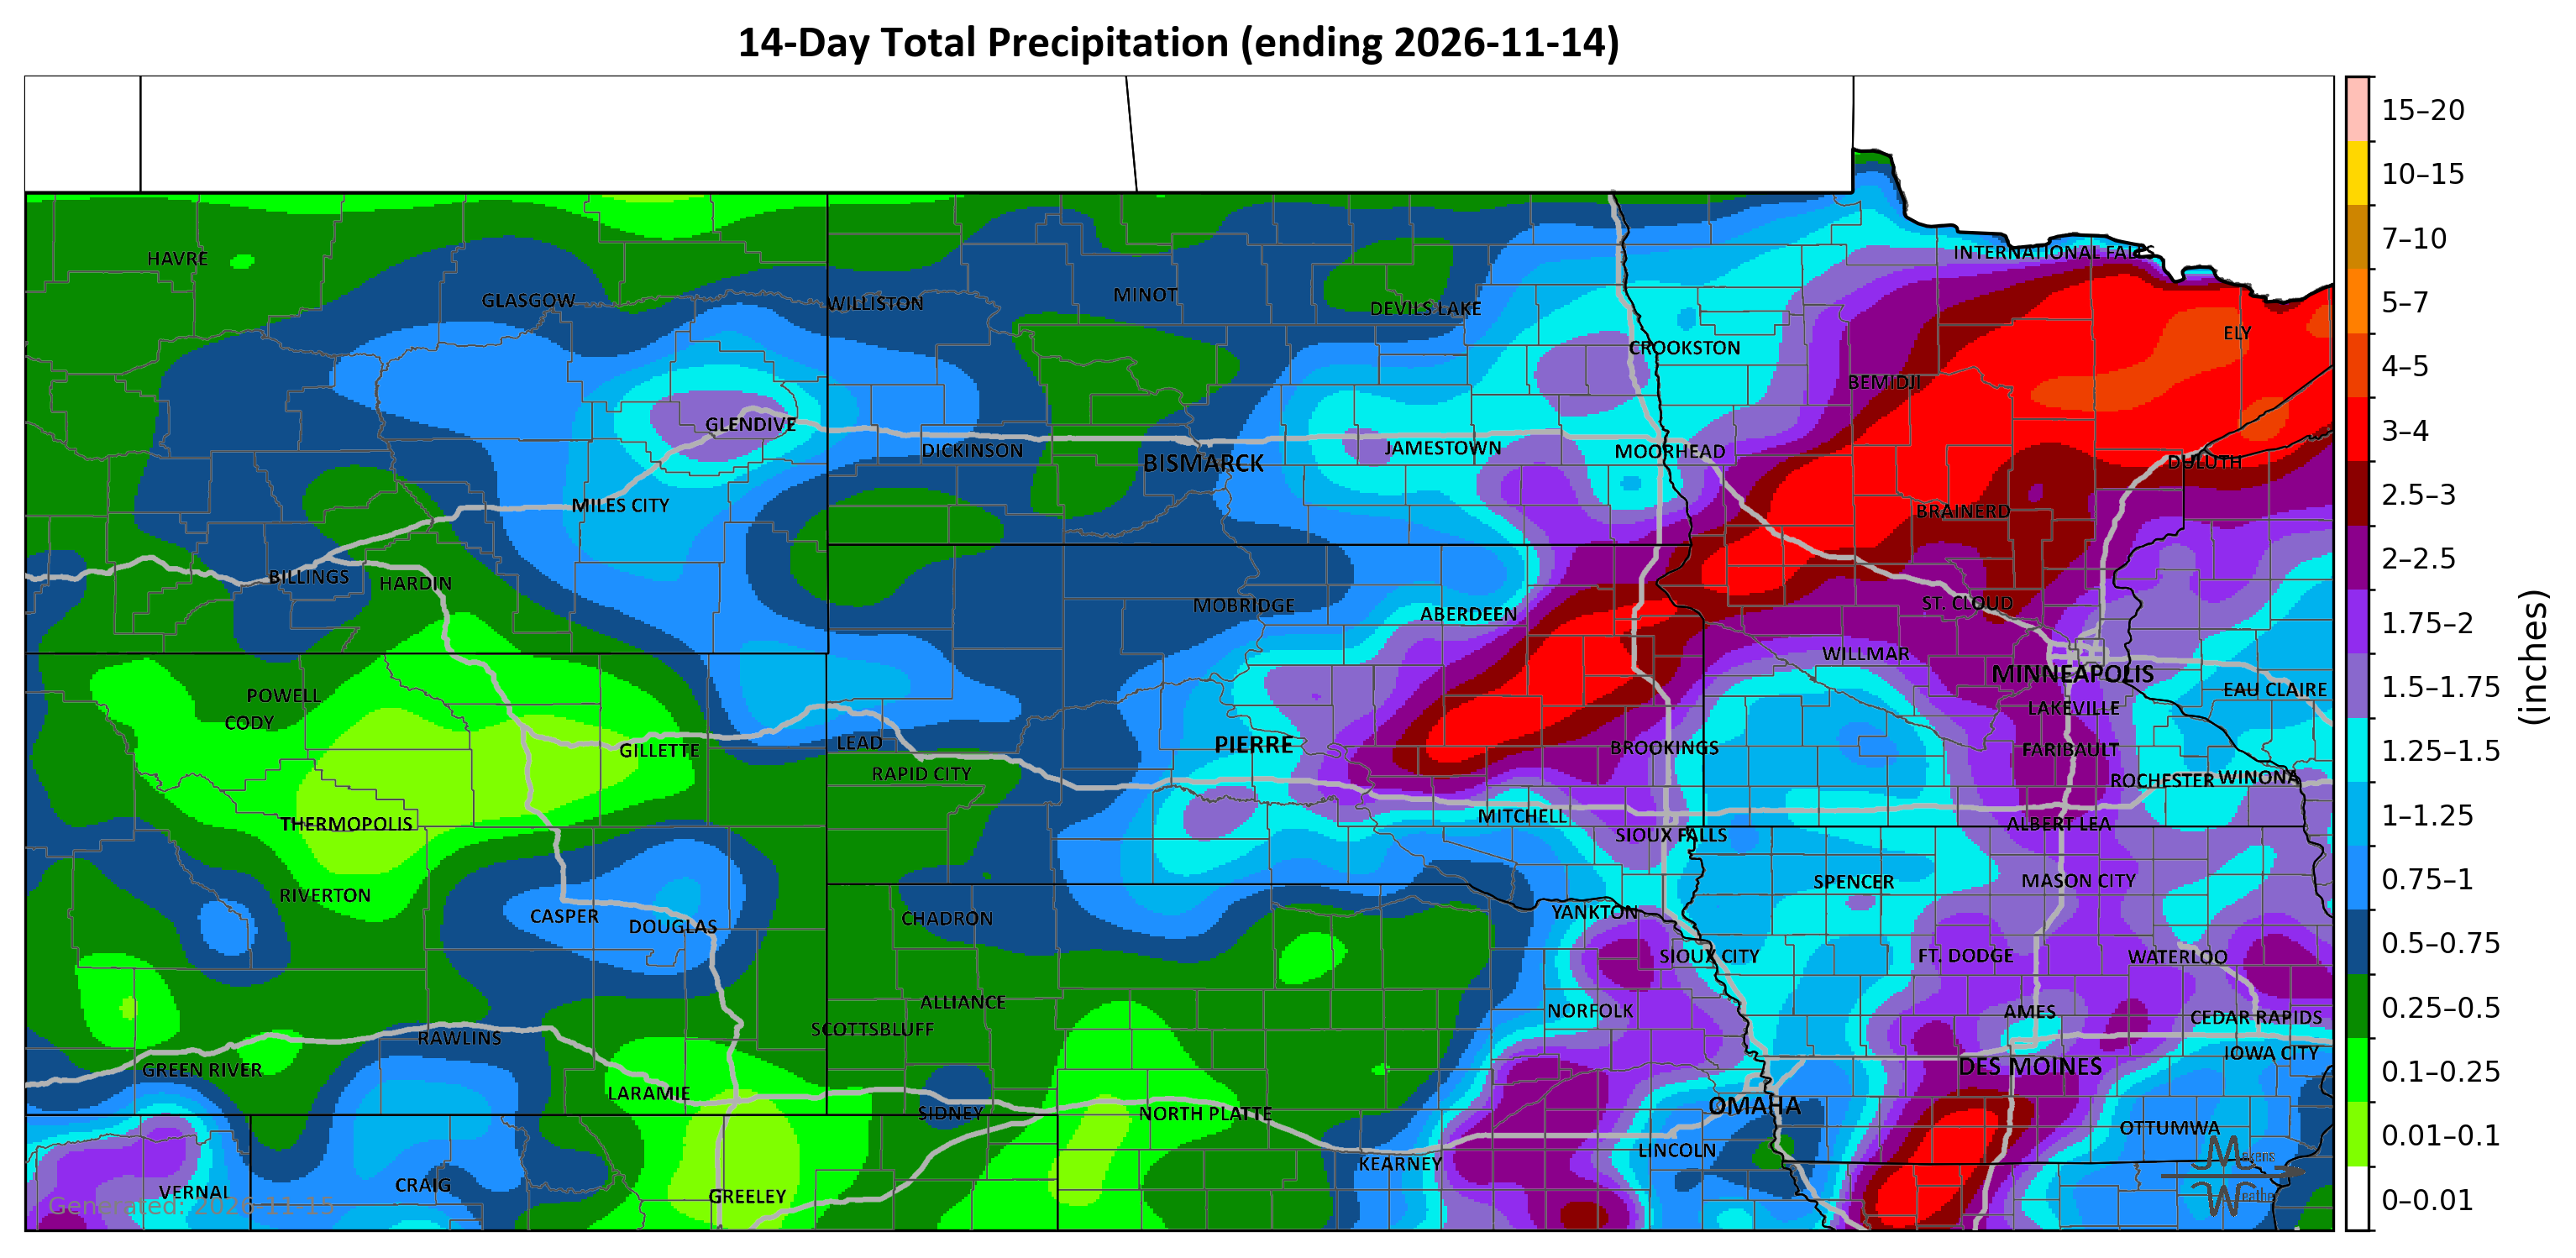 14-Day Total Precipitation (ending 2026-11-14)
15–20
10–15
7–10
5–7
4–5
3–4
2.5–3
2–2.5
1.75–2
1.5–1.75
1.25–1.5
1–1.25
0.75–1
0.5–0.75
0.25–0.5
0.1–0.25
0.01–0.1
0–0.01
(inches)
HAVRE
INTERNATIONAL FALLS
GLASGOW
WILLISTON
MINOT
DEVILS LAKE
ELY
CROOKSTON
BEMIDJI
GLENDIVE
DICKINSON
BISMARCK
JAMESTOWN
MOORHEAD
DULUTH
MILES CITY
BRAINERD
BILLINGS
HARDIN
MOBRIDGE
ABERDEEN
ST. CLOUD
WILLMAR
MINNEAPOLIS
POWELL
EAU CLAIRE
CODY
LAKEVILLE
GILLETTE
LEAD
PIERRE
BROOKINGS
FARIBAULT
RAPID CITY
ROCHESTER
WINONA
THERMOPOLIS
MITCHELL
SIOUX FALLS
ALBERT LEA
RIVERTON
SPENCER
MASON CITY
CASPER
DOUGLAS
CHADRON
YANKTON
SIOUX CITY
FT. DODGE
WATERLOO
ALLIANCE
NORFOLK
AMES
CEDAR RAPIDS
RAWLINS
SCOTTSBLUFF
IOWA CITY
GREEN RIVER
DES MOINES
LARAMIE
SIDNEY
NORTH PLATTE
OMAHA
OTTUMWA
KEARNEY
LINCOLN
VERNAL
CRAIG
GREELEY
Generated: 2026-11-15
Makens
Weather